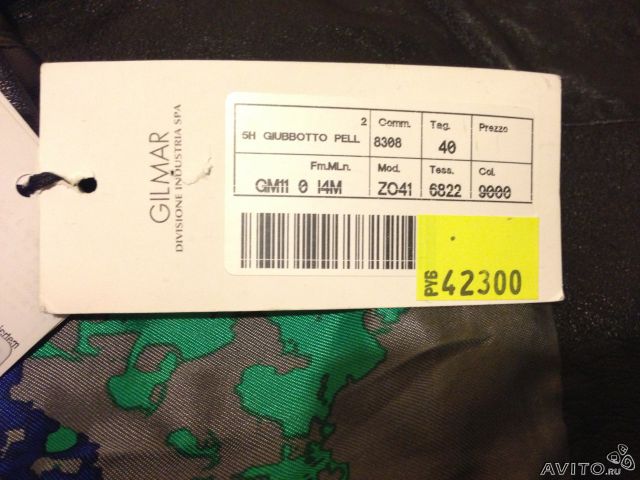 GILMAR
DIVISIONE INDUSTRIA SPA
2
5H GIUBBOTTO PELL
Comm.
8308
Tag.
40
Prezzo
Fm.MLn.
GM11 0 I4M
Mod.
ZO41
Tess.
6822
Col.
9000
РУБ 42300
AVITO.ru